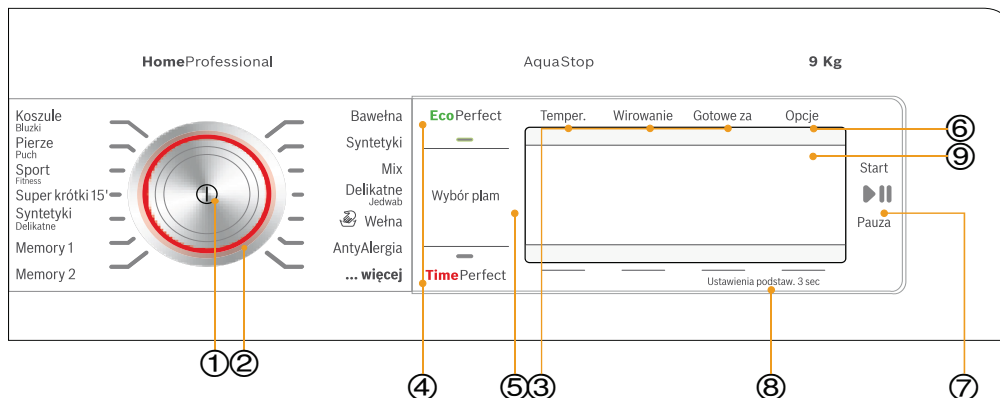 HomeProfessional
AquaStop
9 Kg
Koszule
Bluzki
Pierze
Puch
Sport
Fitness
Super krótki 15'
Syntetyki
Delikatne
Memory 1
Memory 2
Bawełna
Syntetyki
Mix
Delikatne
Jedwab
Wełna
AntyAlergia
... więcej
EcoPerfect
Wybór plam
TimePerfect
Temper.
Wirowanie
Gotowe za
Opcje
Ustawienia podstaw. 3 sec
Start
Pauza
⑥
⑨
①
②
④
⑤
③
⑧
⑦